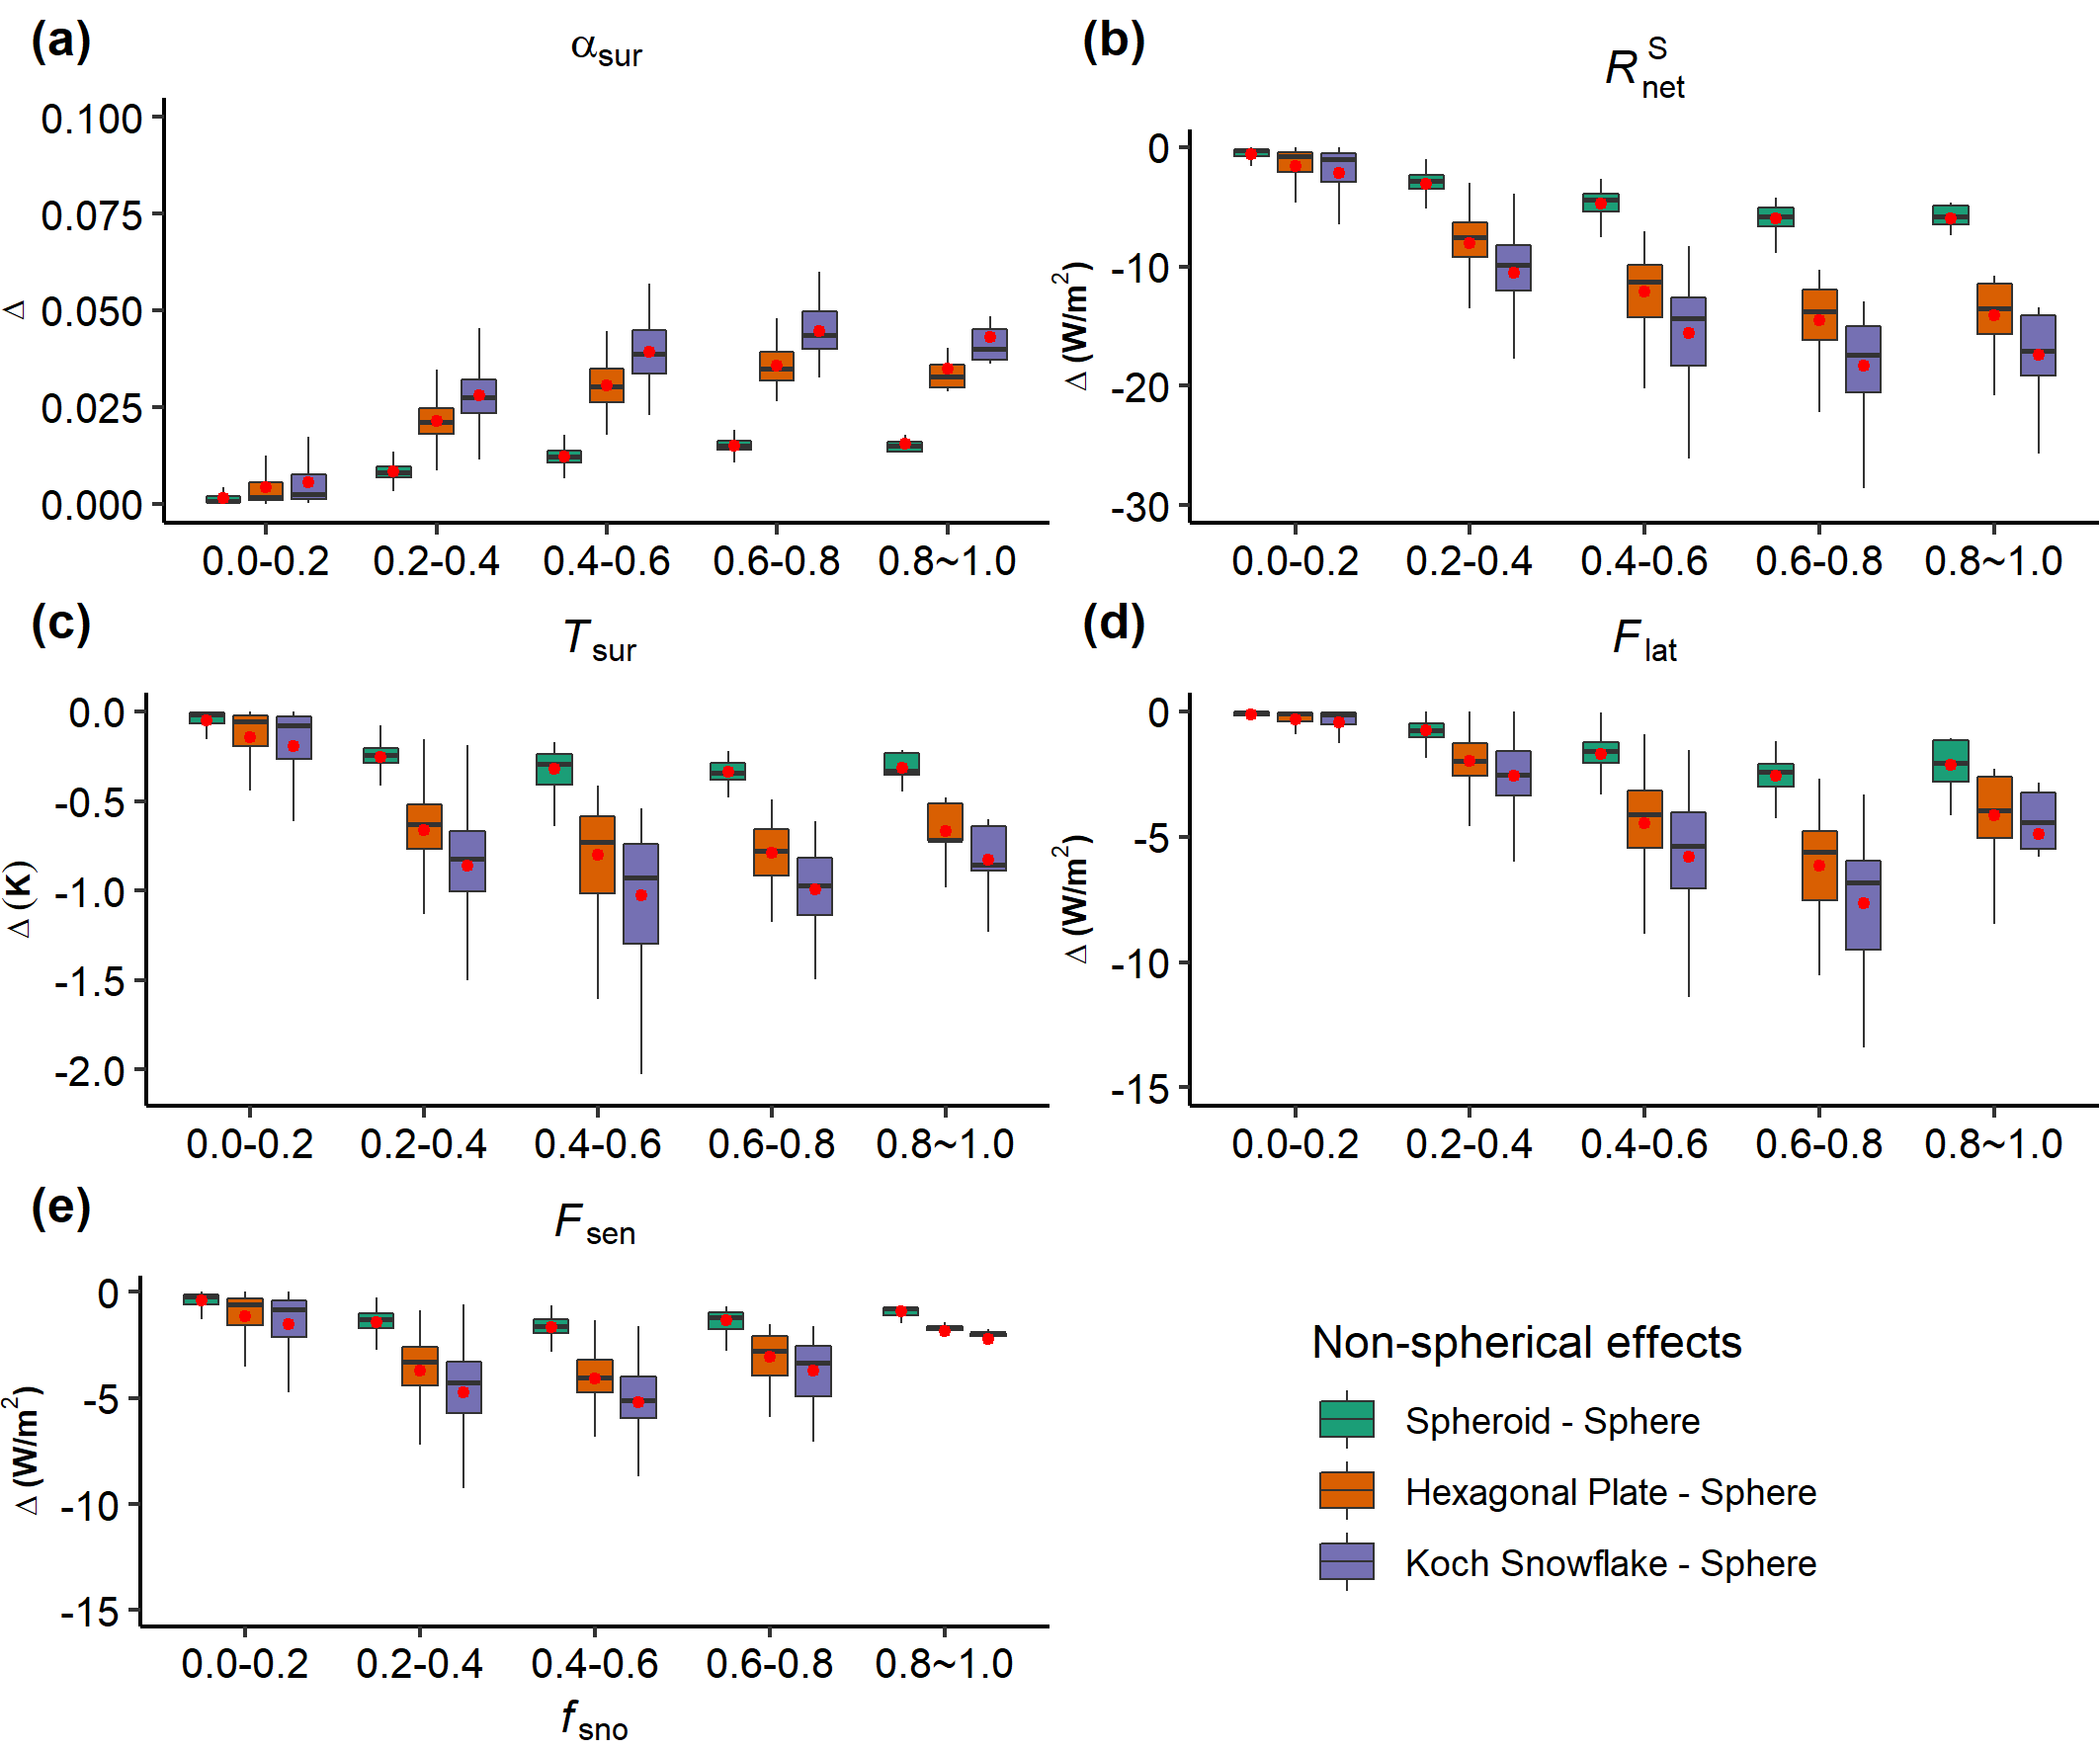 (a)
αsur
0.100
0.075
0.050
0.025
0.000
Δ
0.0-0.2 0.2-0.4 0.4-0.6 0.6-0.8 0.8~1.0
(b)
R net S
0
-10
-20
-30
Δ (W/m2)
0.0-0.2 0.2-0.4 0.4-0.6 0.6-0.8 0.8~1.0
(c)
Tsur
0.0
-0.5
-1.0
-1.5
-2.0
Δ (K)
0.0-0.2 0.2-0.4 0.4-0.6 0.6-0.8 0.8~1.0
(d)
Flat
0
-5
-10
-15
Δ (W/m2)
0.0-0.2 0.2-0.4 0.4-0.6 0.6-0.8 0.8~1.0
(e)
Fsen
0
-5
-10
-15
Δ (W/m2)
0.0-0.2 0.2-0.4 0.4-0.6 0.6-0.8 0.8~1.0
fsno
Non-spherical effects
Spheroid - Sphere
Hexagonal Plate - Sphere
Koch Snowflake - Sphere